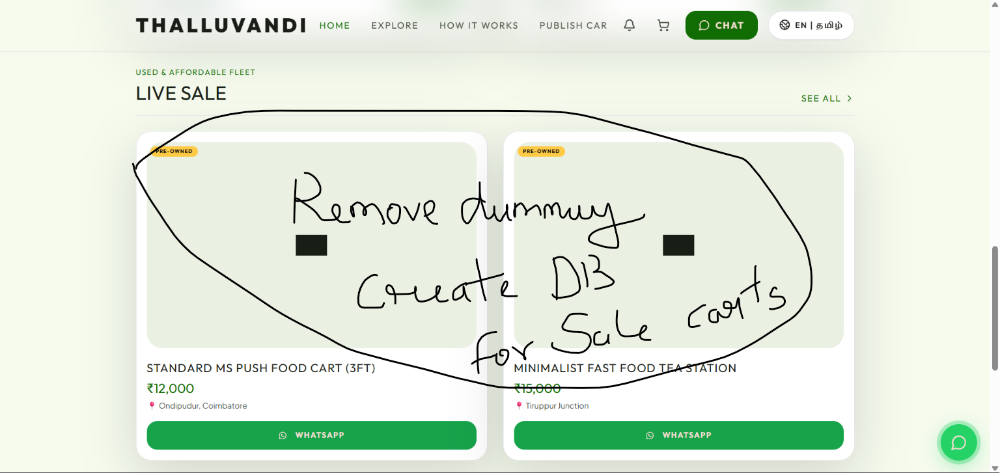 THALLUVANDI HOME EXPLORE HOW IT WORKS PUBLISH CAR CHAT EN | தமிழ்
USED & AFFORDABLE FLEET
LIVE SALE
SEE ALL
PRE-OWNED PRE-OWNED
Remove dummy
Create DB
for Sale carts
STANDARD MS PUSH FOOD CART (3FT) MINIMALIST FAST FOOD TEA STATION
₹12,000 ₹15,000
Ondipudur, Coimbatore Tiruppur Junction
WHATSAPP WHATSAPP